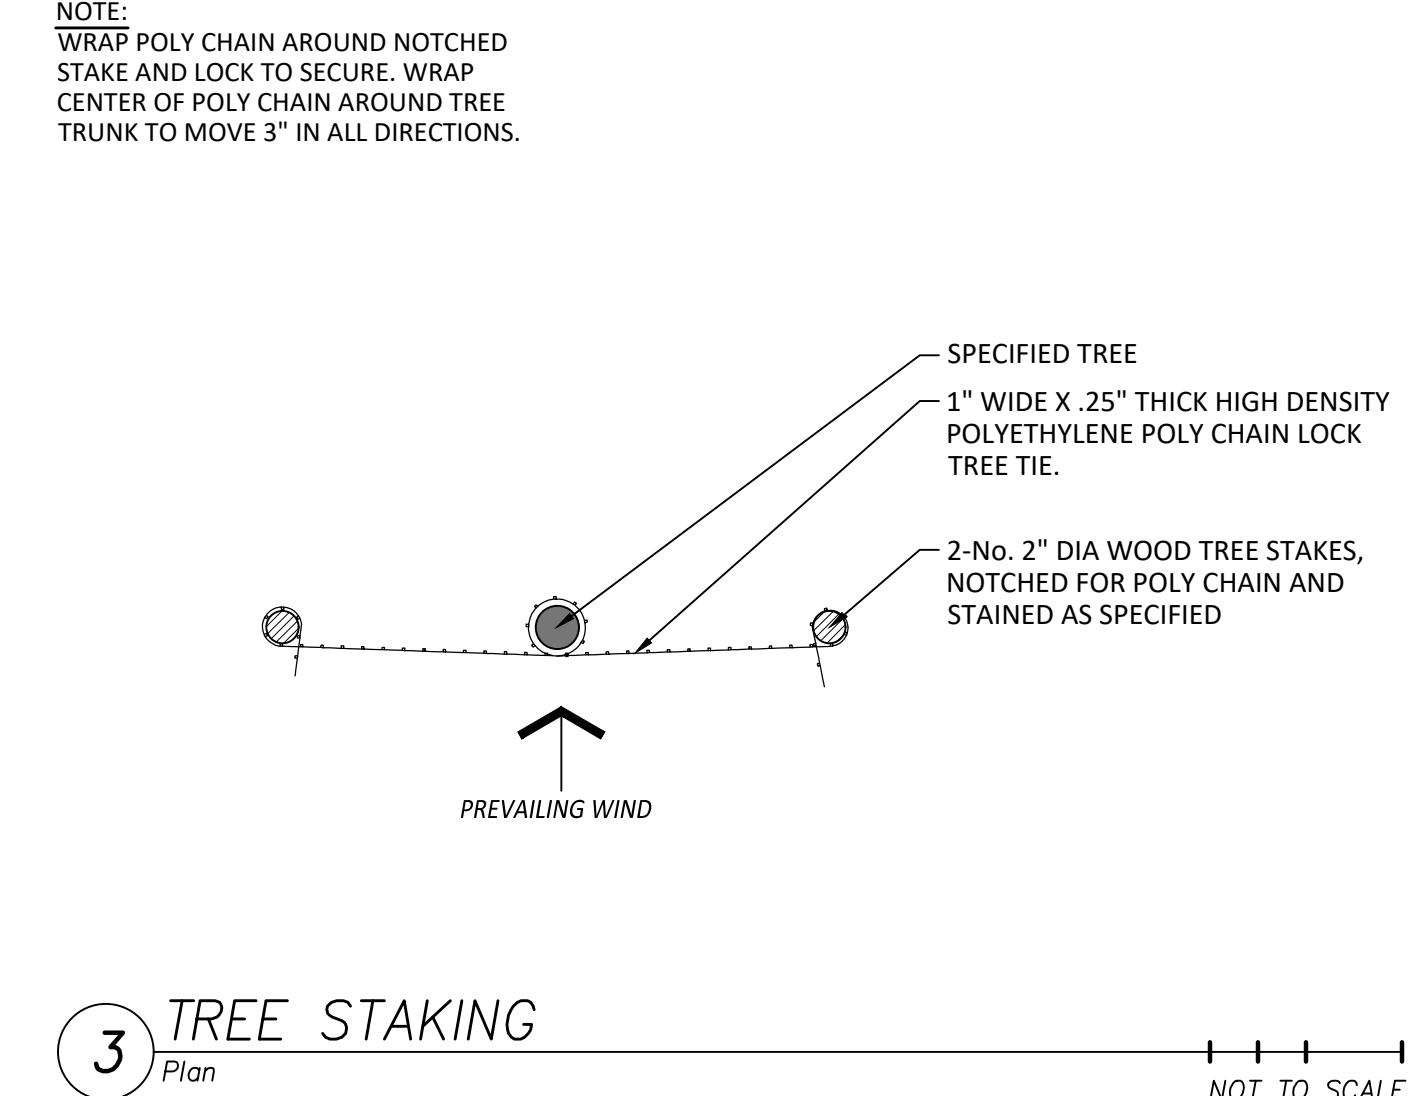 NOTE:
WRAP POLY CHAIN AROUND NOTCHED
STAKE AND LOCK TO SECURE. WRAP
CENTER OF POLY CHAIN AROUND TREE
TRUNK TO MOVE 3" IN ALL DIRECTIONS.
SPECIFIED TREE
1" WIDE X .25" THICK HIGH DENSITY
POLYETHYLENE POLY CHAIN LOCK
TREE TIE.
2-No. 2" DIA WOOD TREE STAKES,
NOTCHED FOR POLY CHAIN AND
STAINED AS SPECIFIED
PREVAILING WIND
3
TREE STAKING
Plan
NOT TO SCALE